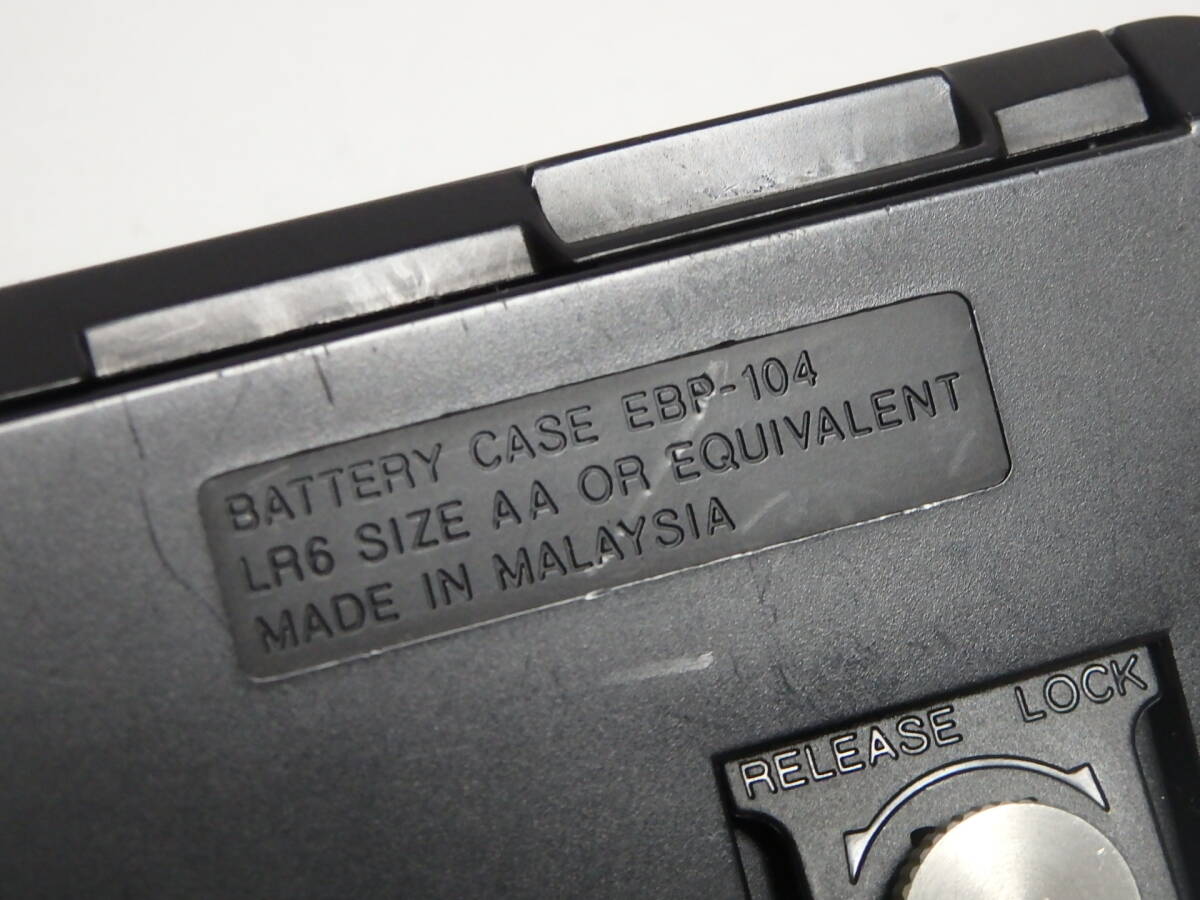 BATTERY CASE EBP-104
LR6 SIZE AA OR EQUIVALENT
MADE IN MALAYSIA
RELEASE LOCK